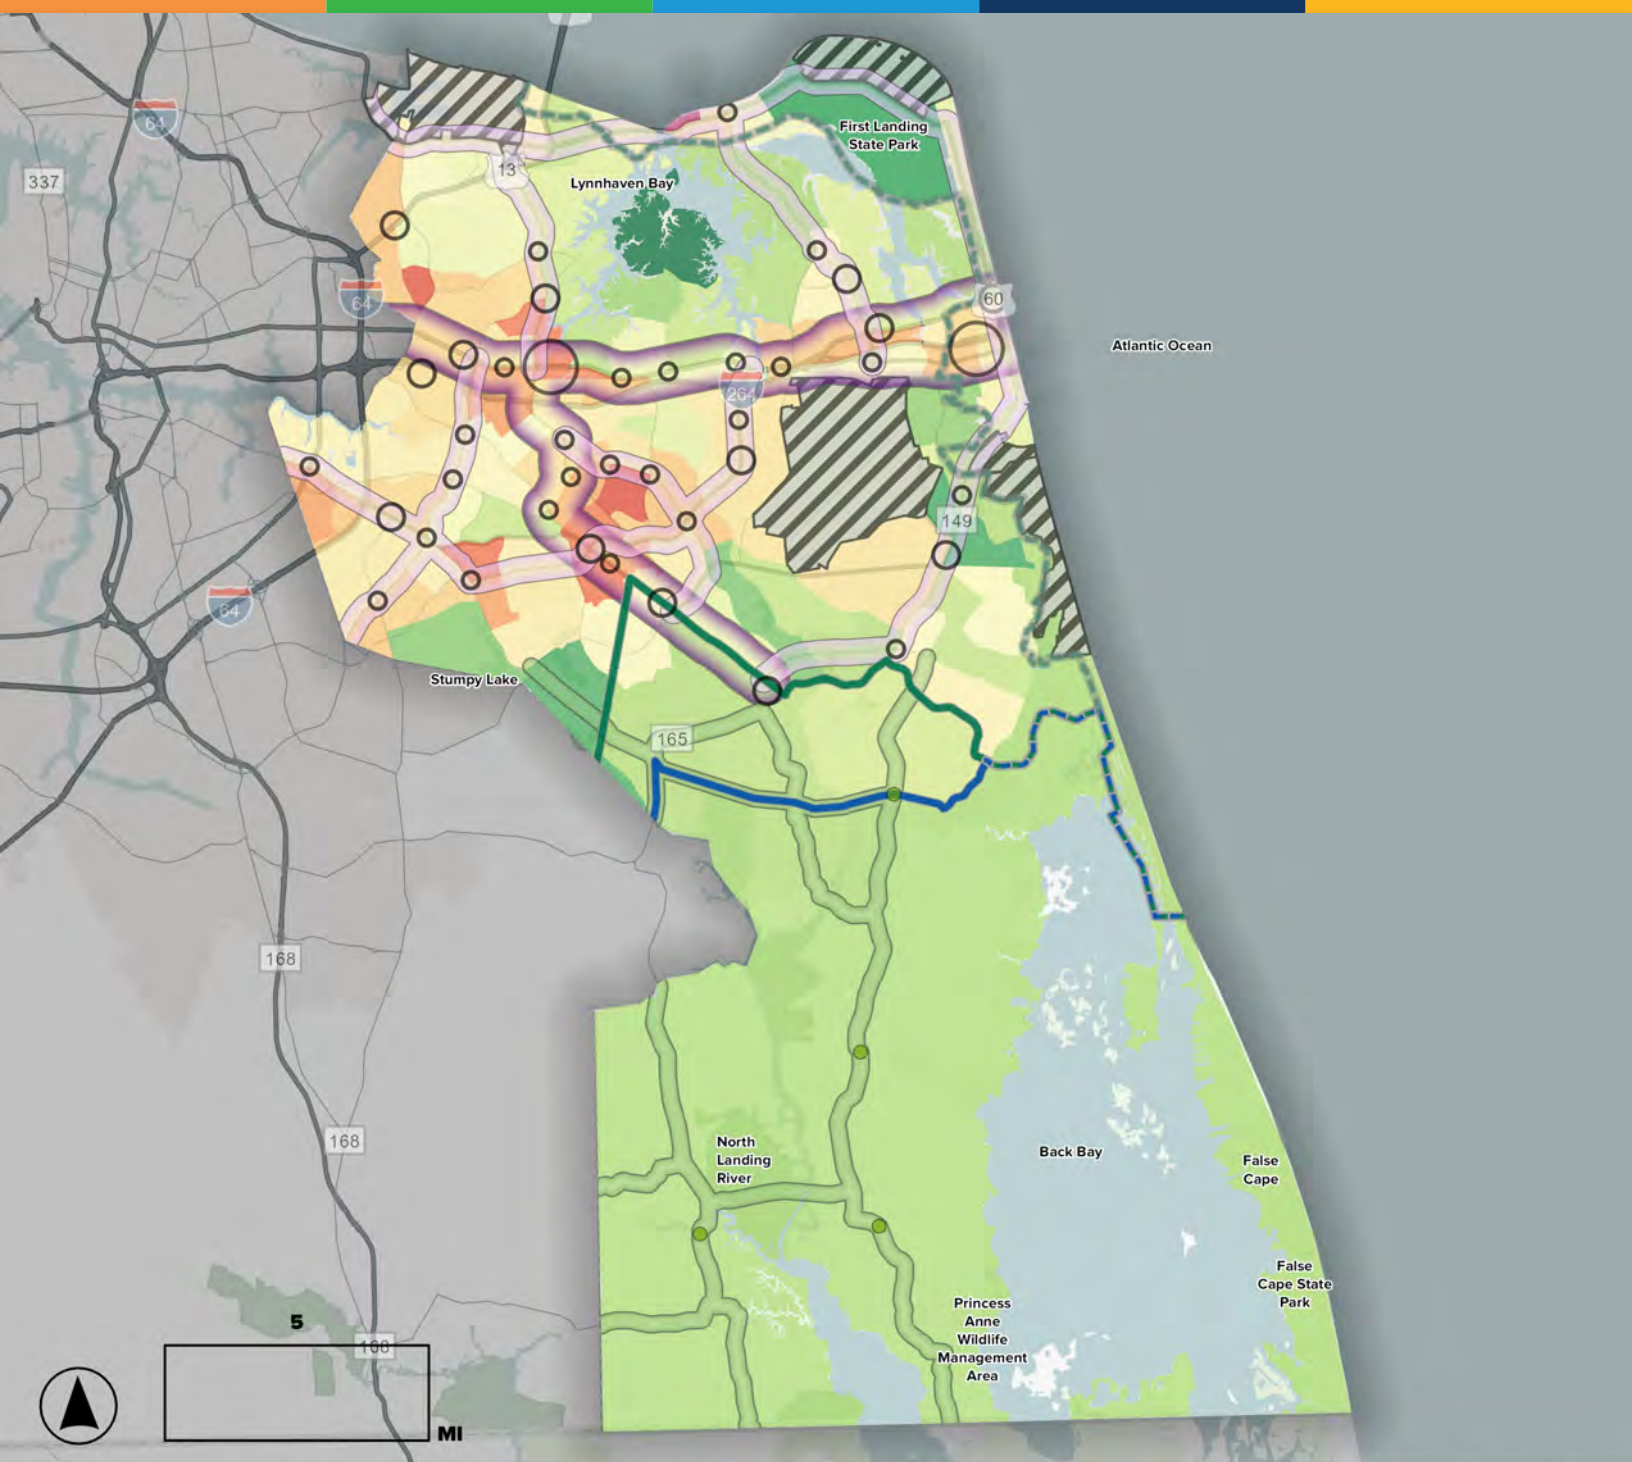 64
First Landing
State Park
13
337
Lynnhaven Bay
64
60
Atlantic Ocean
264
149
64
Stumpy Lake
165
168
168
North
Landing
River
Back Bay
False
Cape
False
Cape State
Park
Princess
Anne
Wildlife
Management
Area
5
168
MI